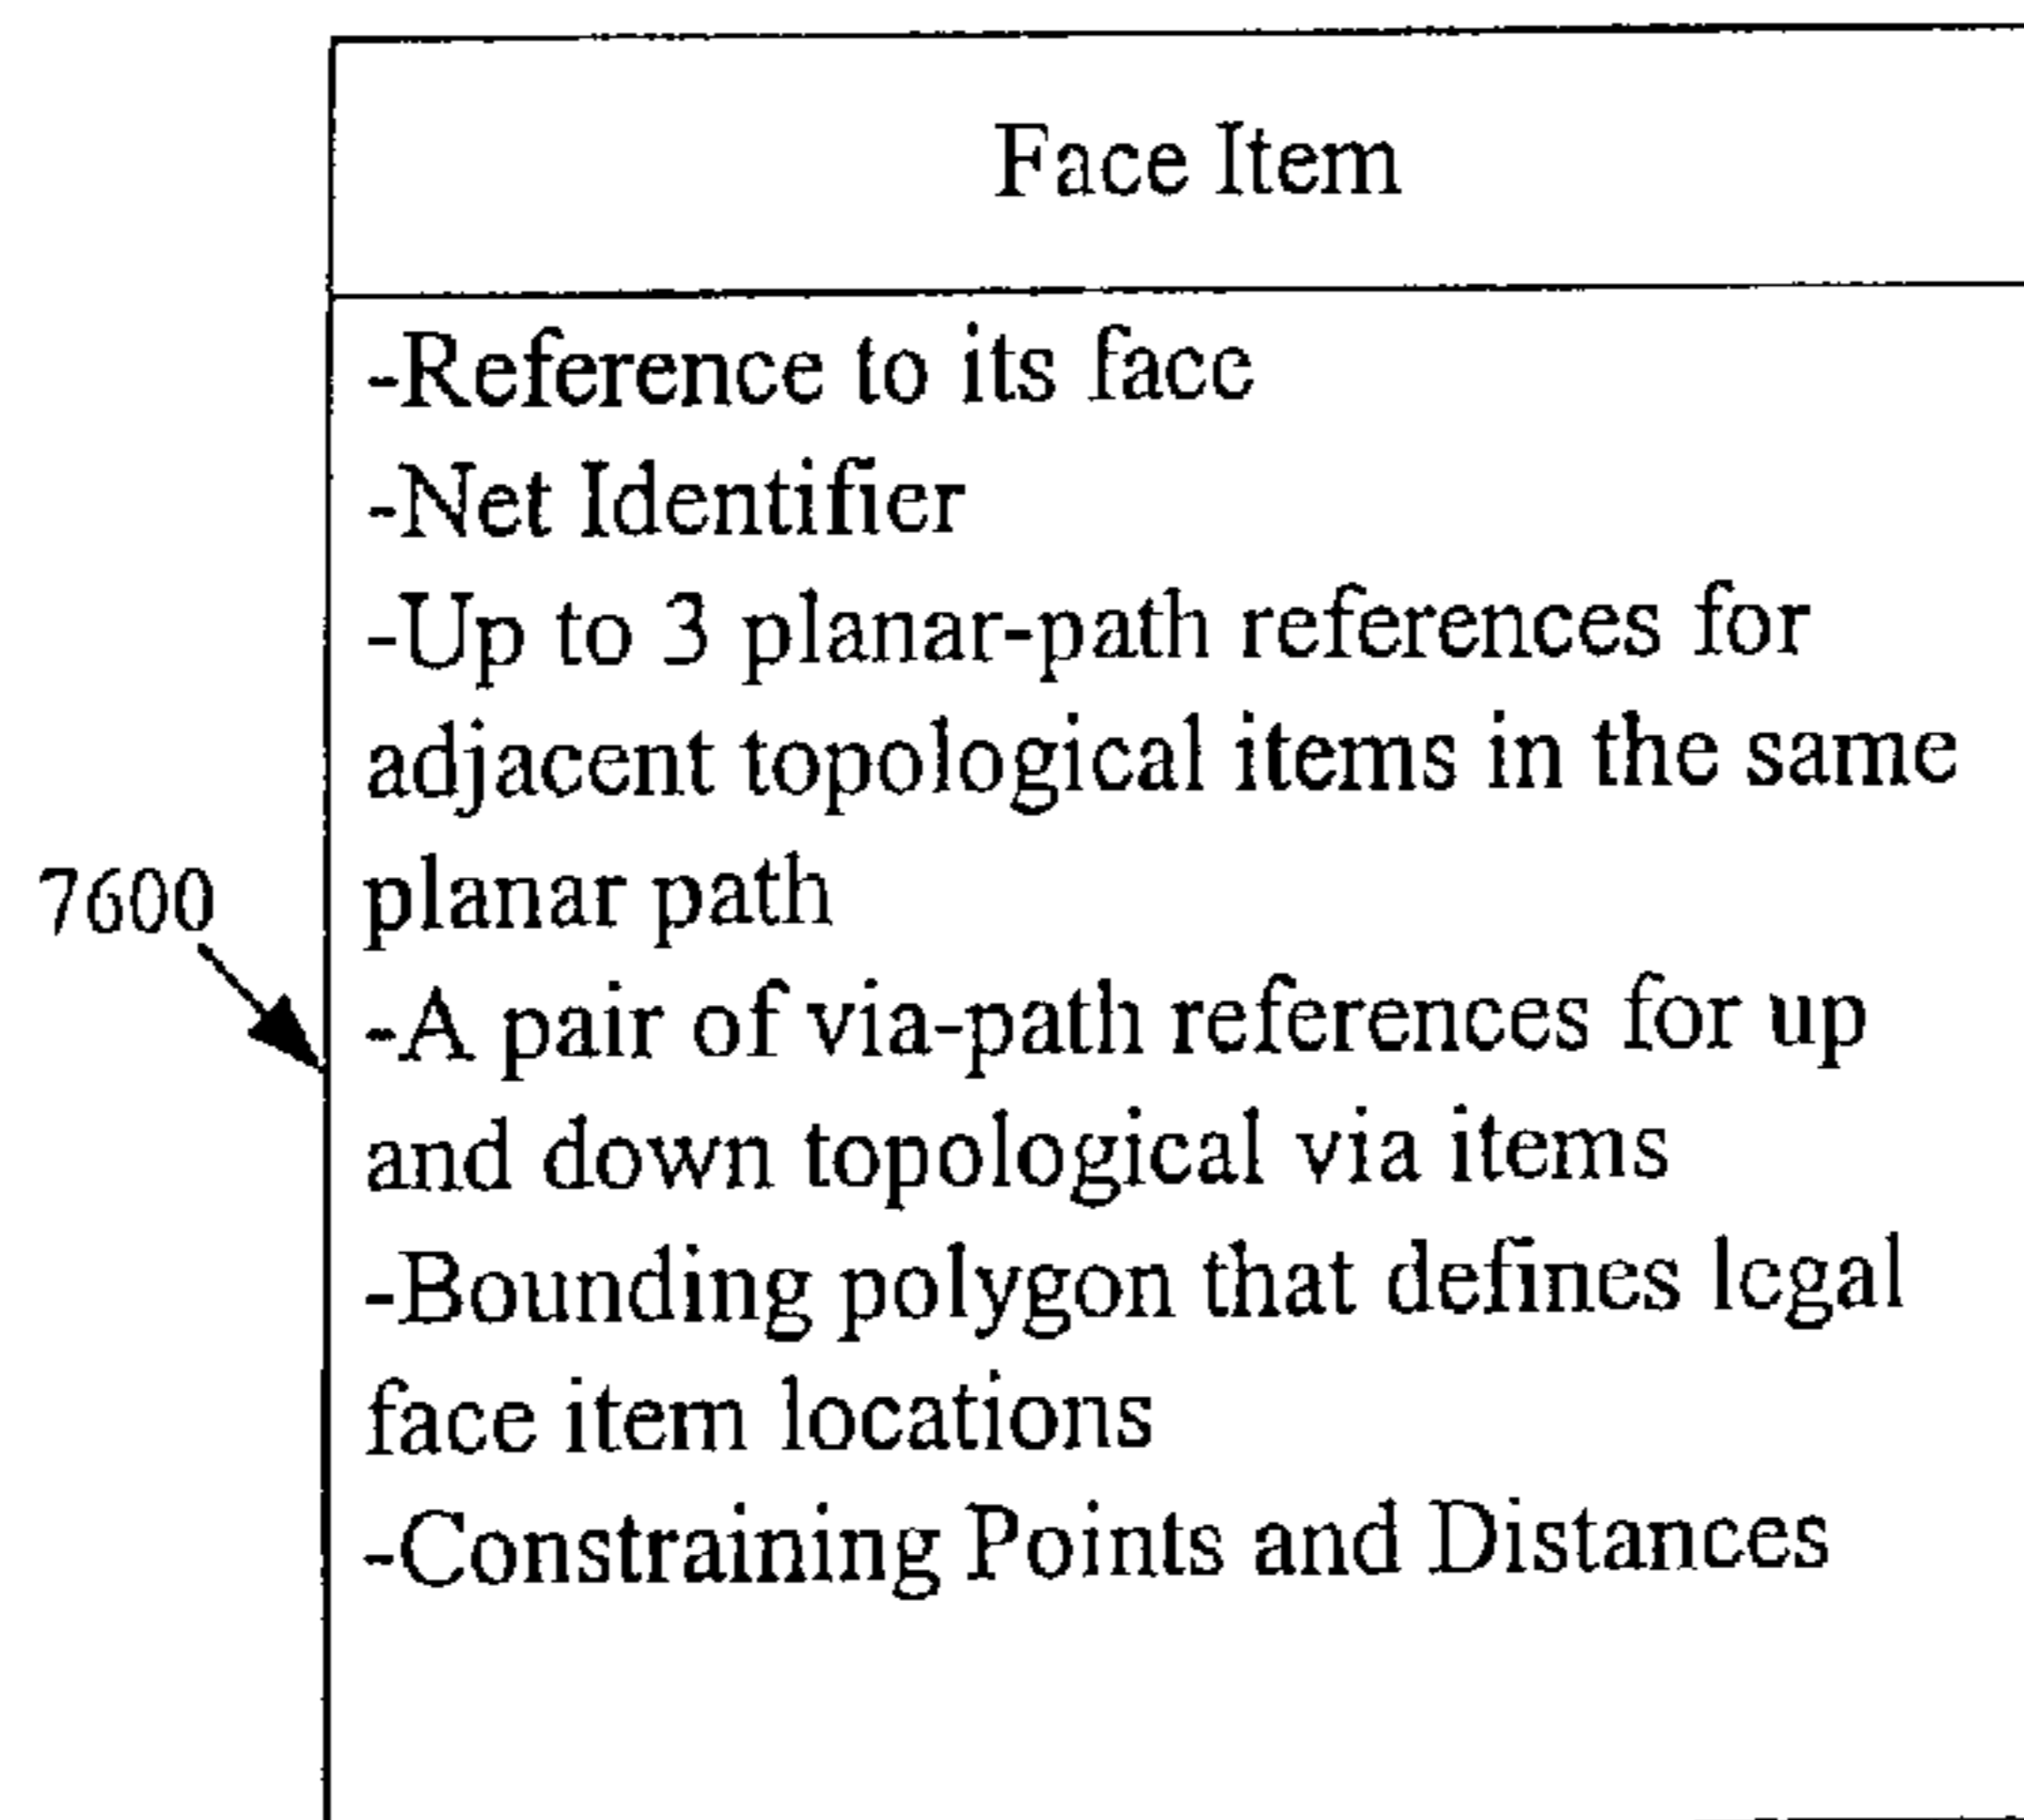 Face Item
-Reference to its face
-Net Identifier
-Up to 3 planar-path references for
adjacent topological items in the same
planar path
7600
-A pair of via-path references for up
and down topological via items
-Bounding polygon that defines legal
face item locations
-Constraining Points and Distances